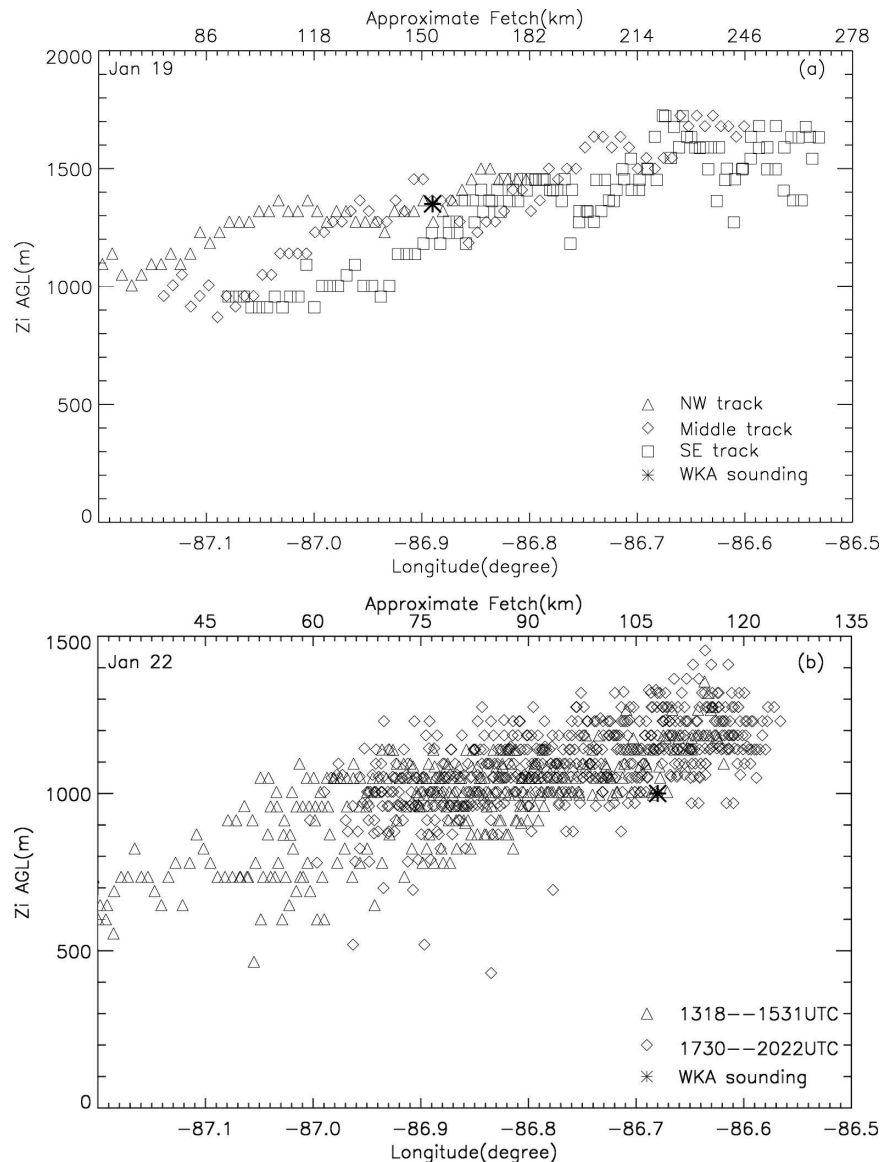 Approximate Fetch(km)
86 118 150 182 214 246 278
2000
Jan 19 (a)
1500
Zi AGL(m)
1000
500
NW track
Middle track
SE track
WKA sounding
0
-87.1 -87.0 -86.9 -86.8 -86.7 -86.6 -86.5
Longitude(degree)
Approximate Fetch(km)
45 60 75 90 105 120 135
1500
Jan 22 (b)
1000
Zi AGL(m)
500
1318--1531UTC
1730--2022UTC
WKA sounding
0
-87.1 -87.0 -86.9 -86.8 -86.7 -86.6 -86.5
Longitude(degree)